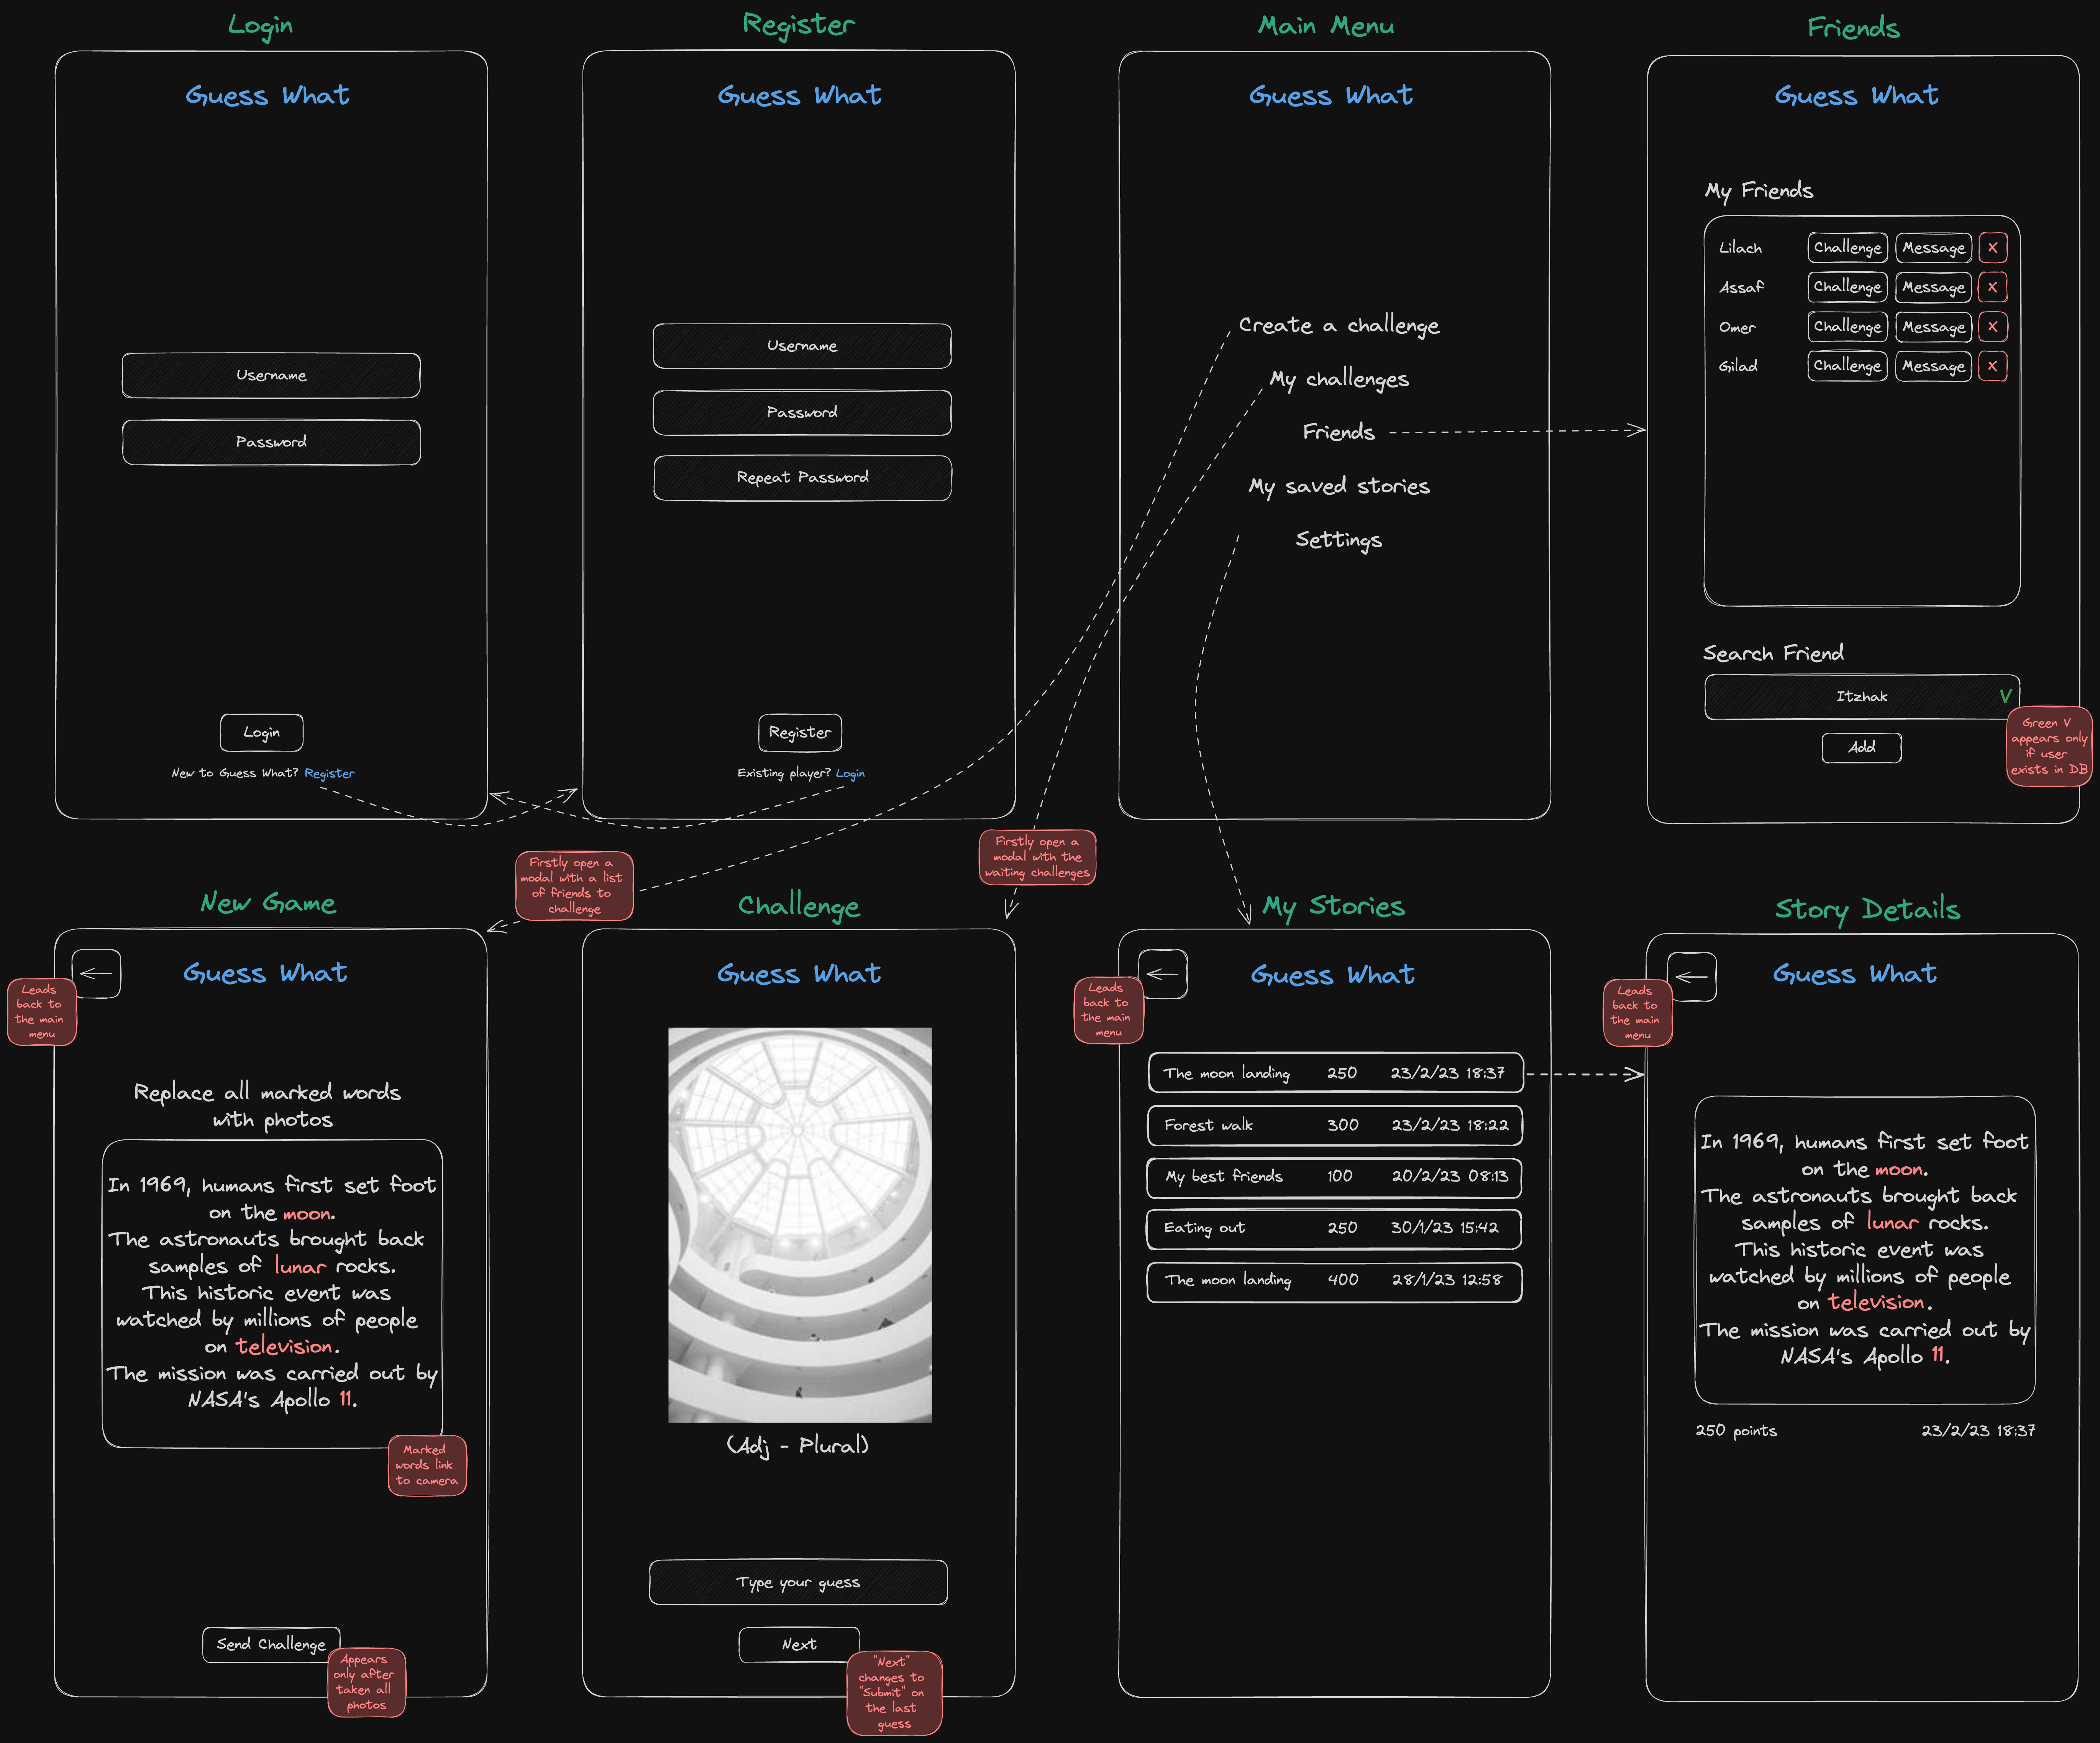 Login
Guess What
Username
Password
Login
New to Guess What? Register
Register
Guess What
Username
Password
Repeat Password
Register
Existing player? Login
Main Menu
Guess What
Create a challenge
My challenges
Friends
My saved stories
Settings
Friends
Guess What
My Friends
Lilach Challenge Message X
Assaf Challenge Message X
Omer Challenge Message X
Gilad Challenge Message X
Search Friend
Itzhak V
Add
Green V
appears only
if user
exists in DB
Firstly open a
modal with a list
of friends to
challenge
Firstly open a
modal with the
waiting challenges
New Game
Guess What
Leads
back to
the main
menu
Replace all marked words
with photos
In 1969, humans first set foot
on the moon.
The astronauts brought back
samples of lunar rocks.
This historic event was
watched by millions of people
on television.
The mission was carried out by
NASA's Apollo 11.
Marked
words link
to camera
Send Challenge
Appears
only after
taken all
photos
Challenge
Guess What
(Adj - Plural)
Type your guess
Next
"Next"
changes to
"Submit" on
the last
guess
My Stories
Guess What
Leads
back to
the main
menu
The moon landing 250 23/2/23 18:37
Forest walk 300 23/2/23 18:22
My best friends 100 20/2/23 08:13
Eating out 250 30/1/23 15:42
The moon landing 400 28/1/23 12:58
Story Details
Guess What
Leads
back to
the main
menu
In 1969, humans first set foot
on the moon.
The astronauts brought back
samples of lunar rocks.
This historic event was
watched by millions of people
on television.
The mission was carried out by
NASA's Apollo 11.
250 points 23/2/23 18:37